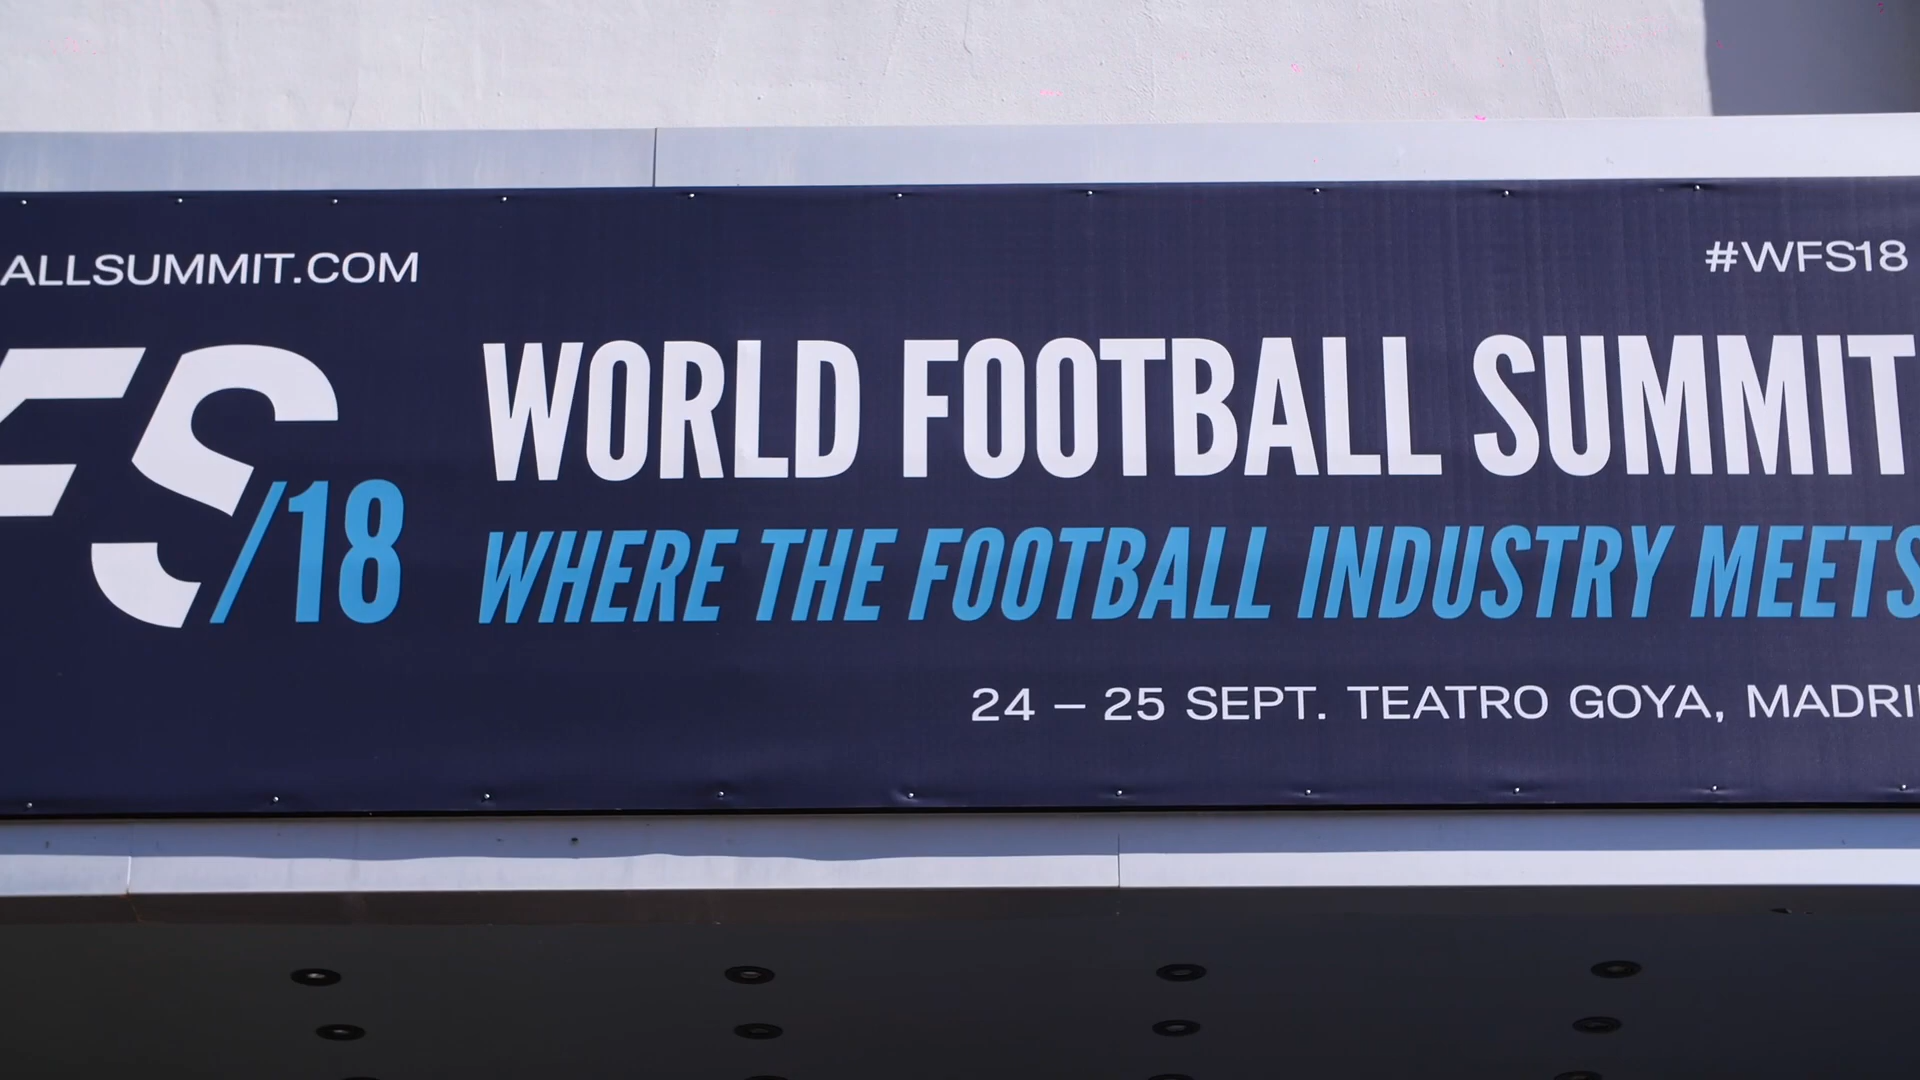 ALLSUMMIT.COM
#WFS18
FS/18
WORLD FOOTBALL SUMMIT
WHERE THE FOOTBALL INDUSTRY MEETS
24 – 25 SEPT. TEATRO GOYA, MADRI